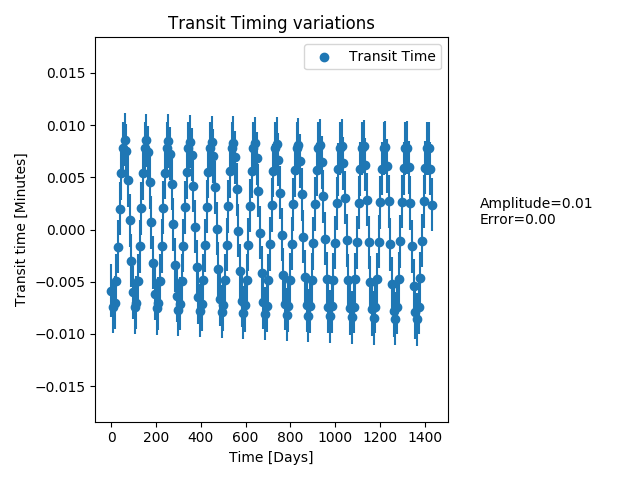 Transit Timing variations
Transit Time
0.015
0.010
0.005
0.000
−0.005
−0.010
−0.015
Transit time [Minutes]
0 200 400 600 800 1000 1200 1400
Time [Days]
Amplitude=0.01
Error=0.00